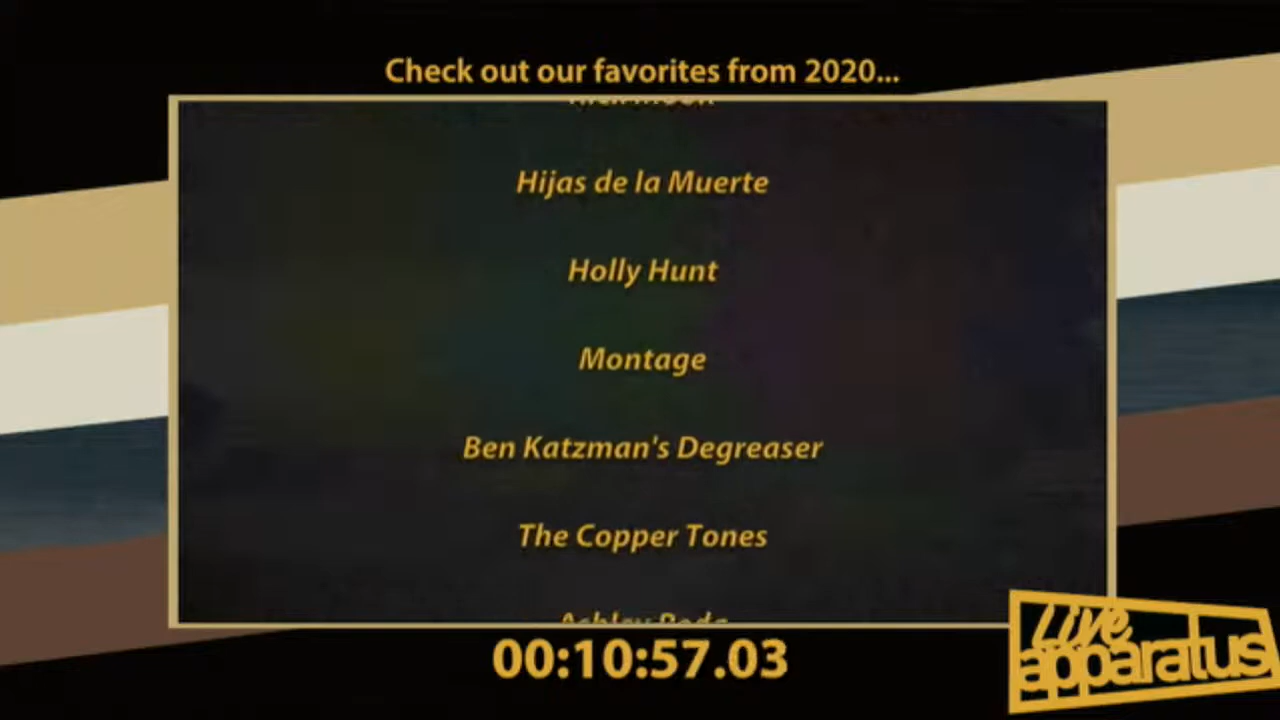 Check out our favorites from 2020...
Hijas de la Muerte
Holly Hunt
Montage
Ben Katzman's Degreaser
The Copper Tones
00:10:57.03
Live
apparatus